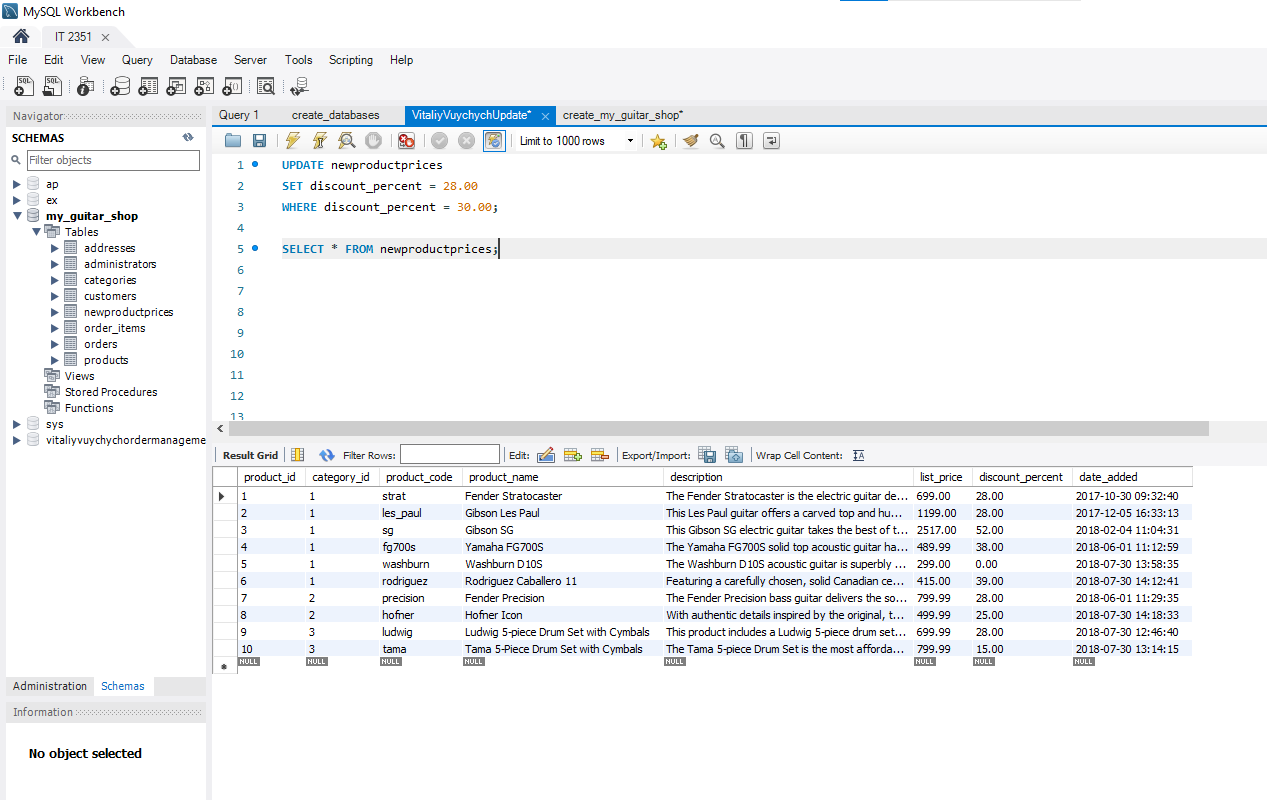 MySQL Workbench
IT 2351
File Edit View Query Database Server Tools Scripting Help
Navigator
SCHEMAS
Filter objects
ap
ex
my_guitar_shop
Tables
addresses
administrators
categories
customers
newproductprices
order_items
orders
products
Views
Stored Procedures
Functions
sys
vitaliyvuychychordermanageme
Administration Schemas
Information
No object selected
Query 1 create_databases VitaliyVuychychUpdate* create_my_guitar_shop*
Limit to 1000 rows
1 UPDATE newproductprices
2 SET discount_percent = 28.00
3 WHERE discount_percent = 30.00;
4
5 SELECT * FROM newproductprices;
6
7
8
9
10
11
12
13
Result Grid Filter Rows: Edit: Export/Import: Wrap Cell Content:
product_id category_id product_code product_name description list_price discount_percent date_added
1 1 strat Fender Stratocaster The Fender Stratocaster is the electric guitar de... 699.00 28.00 2017-10-30 09:32:40
2 1 les_paul Gibson Les Paul This Les Paul guitar offers a carved top and hu... 1199.00 28.00 2017-12-05 16:33:13
3 1 sg Gibson SG This Gibson SG electric guitar takes the best of t... 2517.00 52.00 2018-02-04 11:04:31
4 1 fg700s Yamaha FG700S The Yamaha FG700S solid top acoustic guitar ha... 489.99 38.00 2018-06-01 11:12:59
5 1 washburn Washburn D10S The Washburn D10S acoustic guitar is superbly ... 299.00 0.00 2018-07-30 13:58:35
6 1 rodriguez Rodriguez Caballero 11 Featuring a carefully chosen, solid Canadian ce... 415.00 39.00 2018-07-30 14:12:41
7 2 precision Fender Precision The Fender Precision bass guitar delivers the so... 799.99 28.00 2018-06-01 11:29:35
8 2 hofner Hofner Icon With authentic details inspired by the original, t... 499.99 25.00 2018-07-30 14:18:33
9 3 ludwig Ludwig 5-piece Drum Set with Cymbals This product includes a Ludwig 5-piece drum set... 699.99 28.00 2018-07-30 12:46:40
10 3 tama Tama 5-Piece Drum Set with Cymbals The Tama 5-piece Drum Set is the most afforda... 799.99 15.00 2018-07-30 13:14:15
NULL NULL NULL NULL NULL NULL NULL NULL